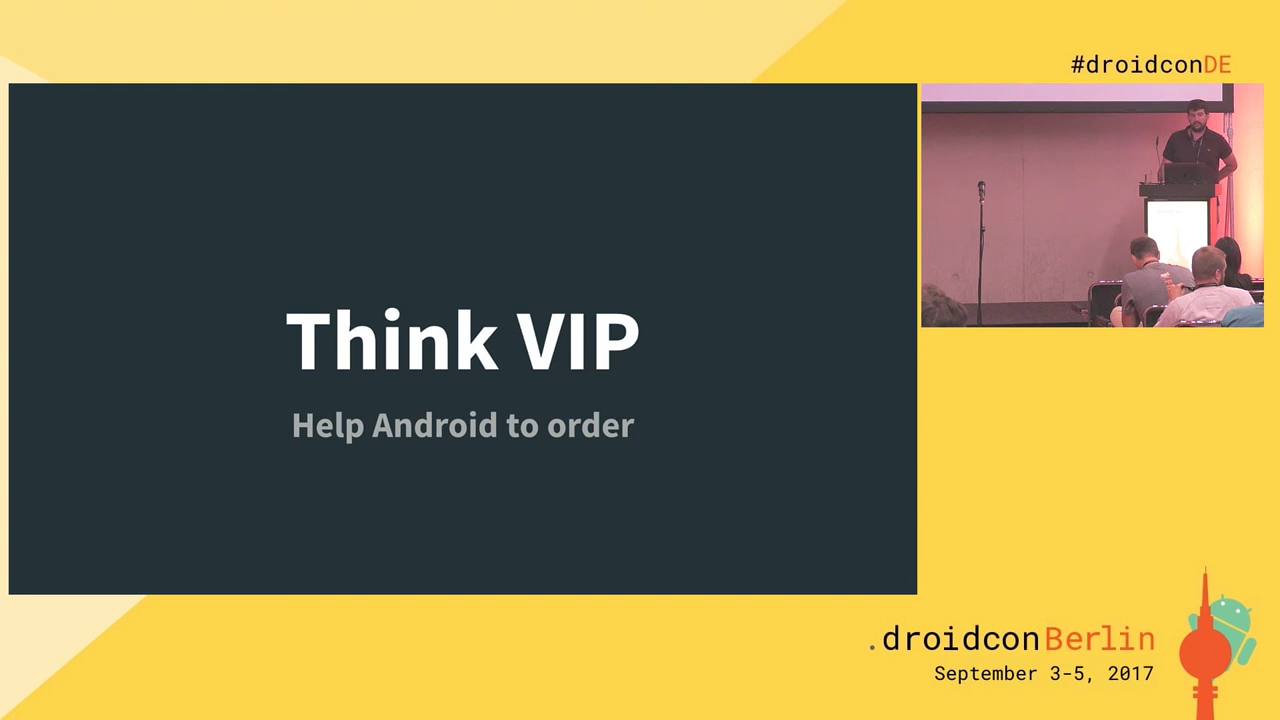 #droidconDE
Think VIP
Help Android to order
.droidconBerlin
September 3-5, 2017